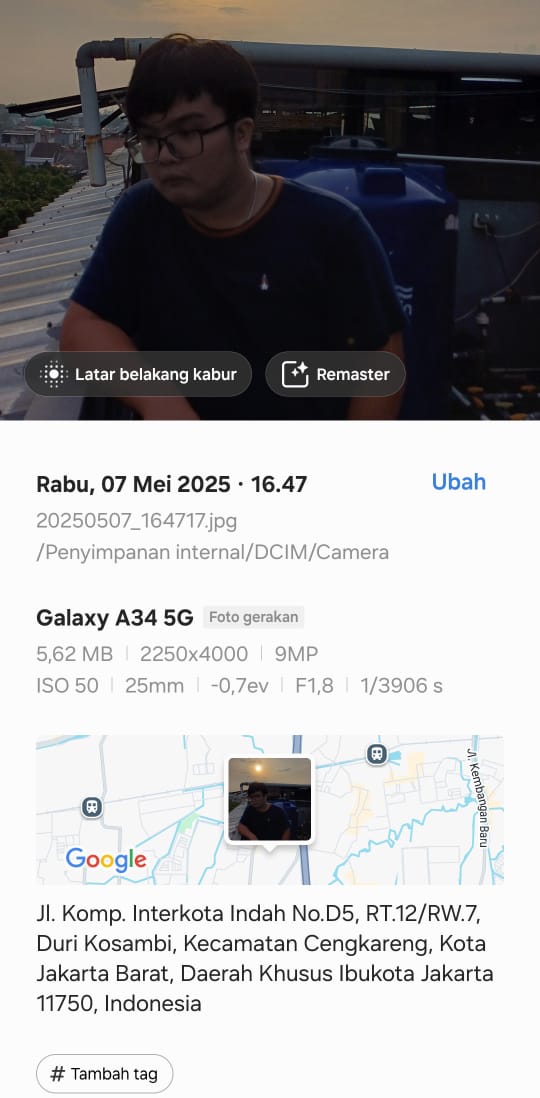 Latar belakang kabur
Remaster
Rabu, 07 Mei 2025 · 16.47
Ubah
20250507_164717.jpg
/Penyimpanan internal/DCIM/Camera
Galaxy A34 5G Foto gerakan
5,62 MB | 2250x4000 | 9MP
ISO 50 | 25mm | -0,7ev | F1,8 | 1/3906 s
Jl. Kembangan Baru
Google
Jl. Komp. Interkota Indah No.D5, RT.12/RW.7,
Duri Kosambi, Kecamatan Cengkareng, Kota
Jakarta Barat, Daerah Khusus Ibukota Jakarta
11750, Indonesia
# Tambah tag